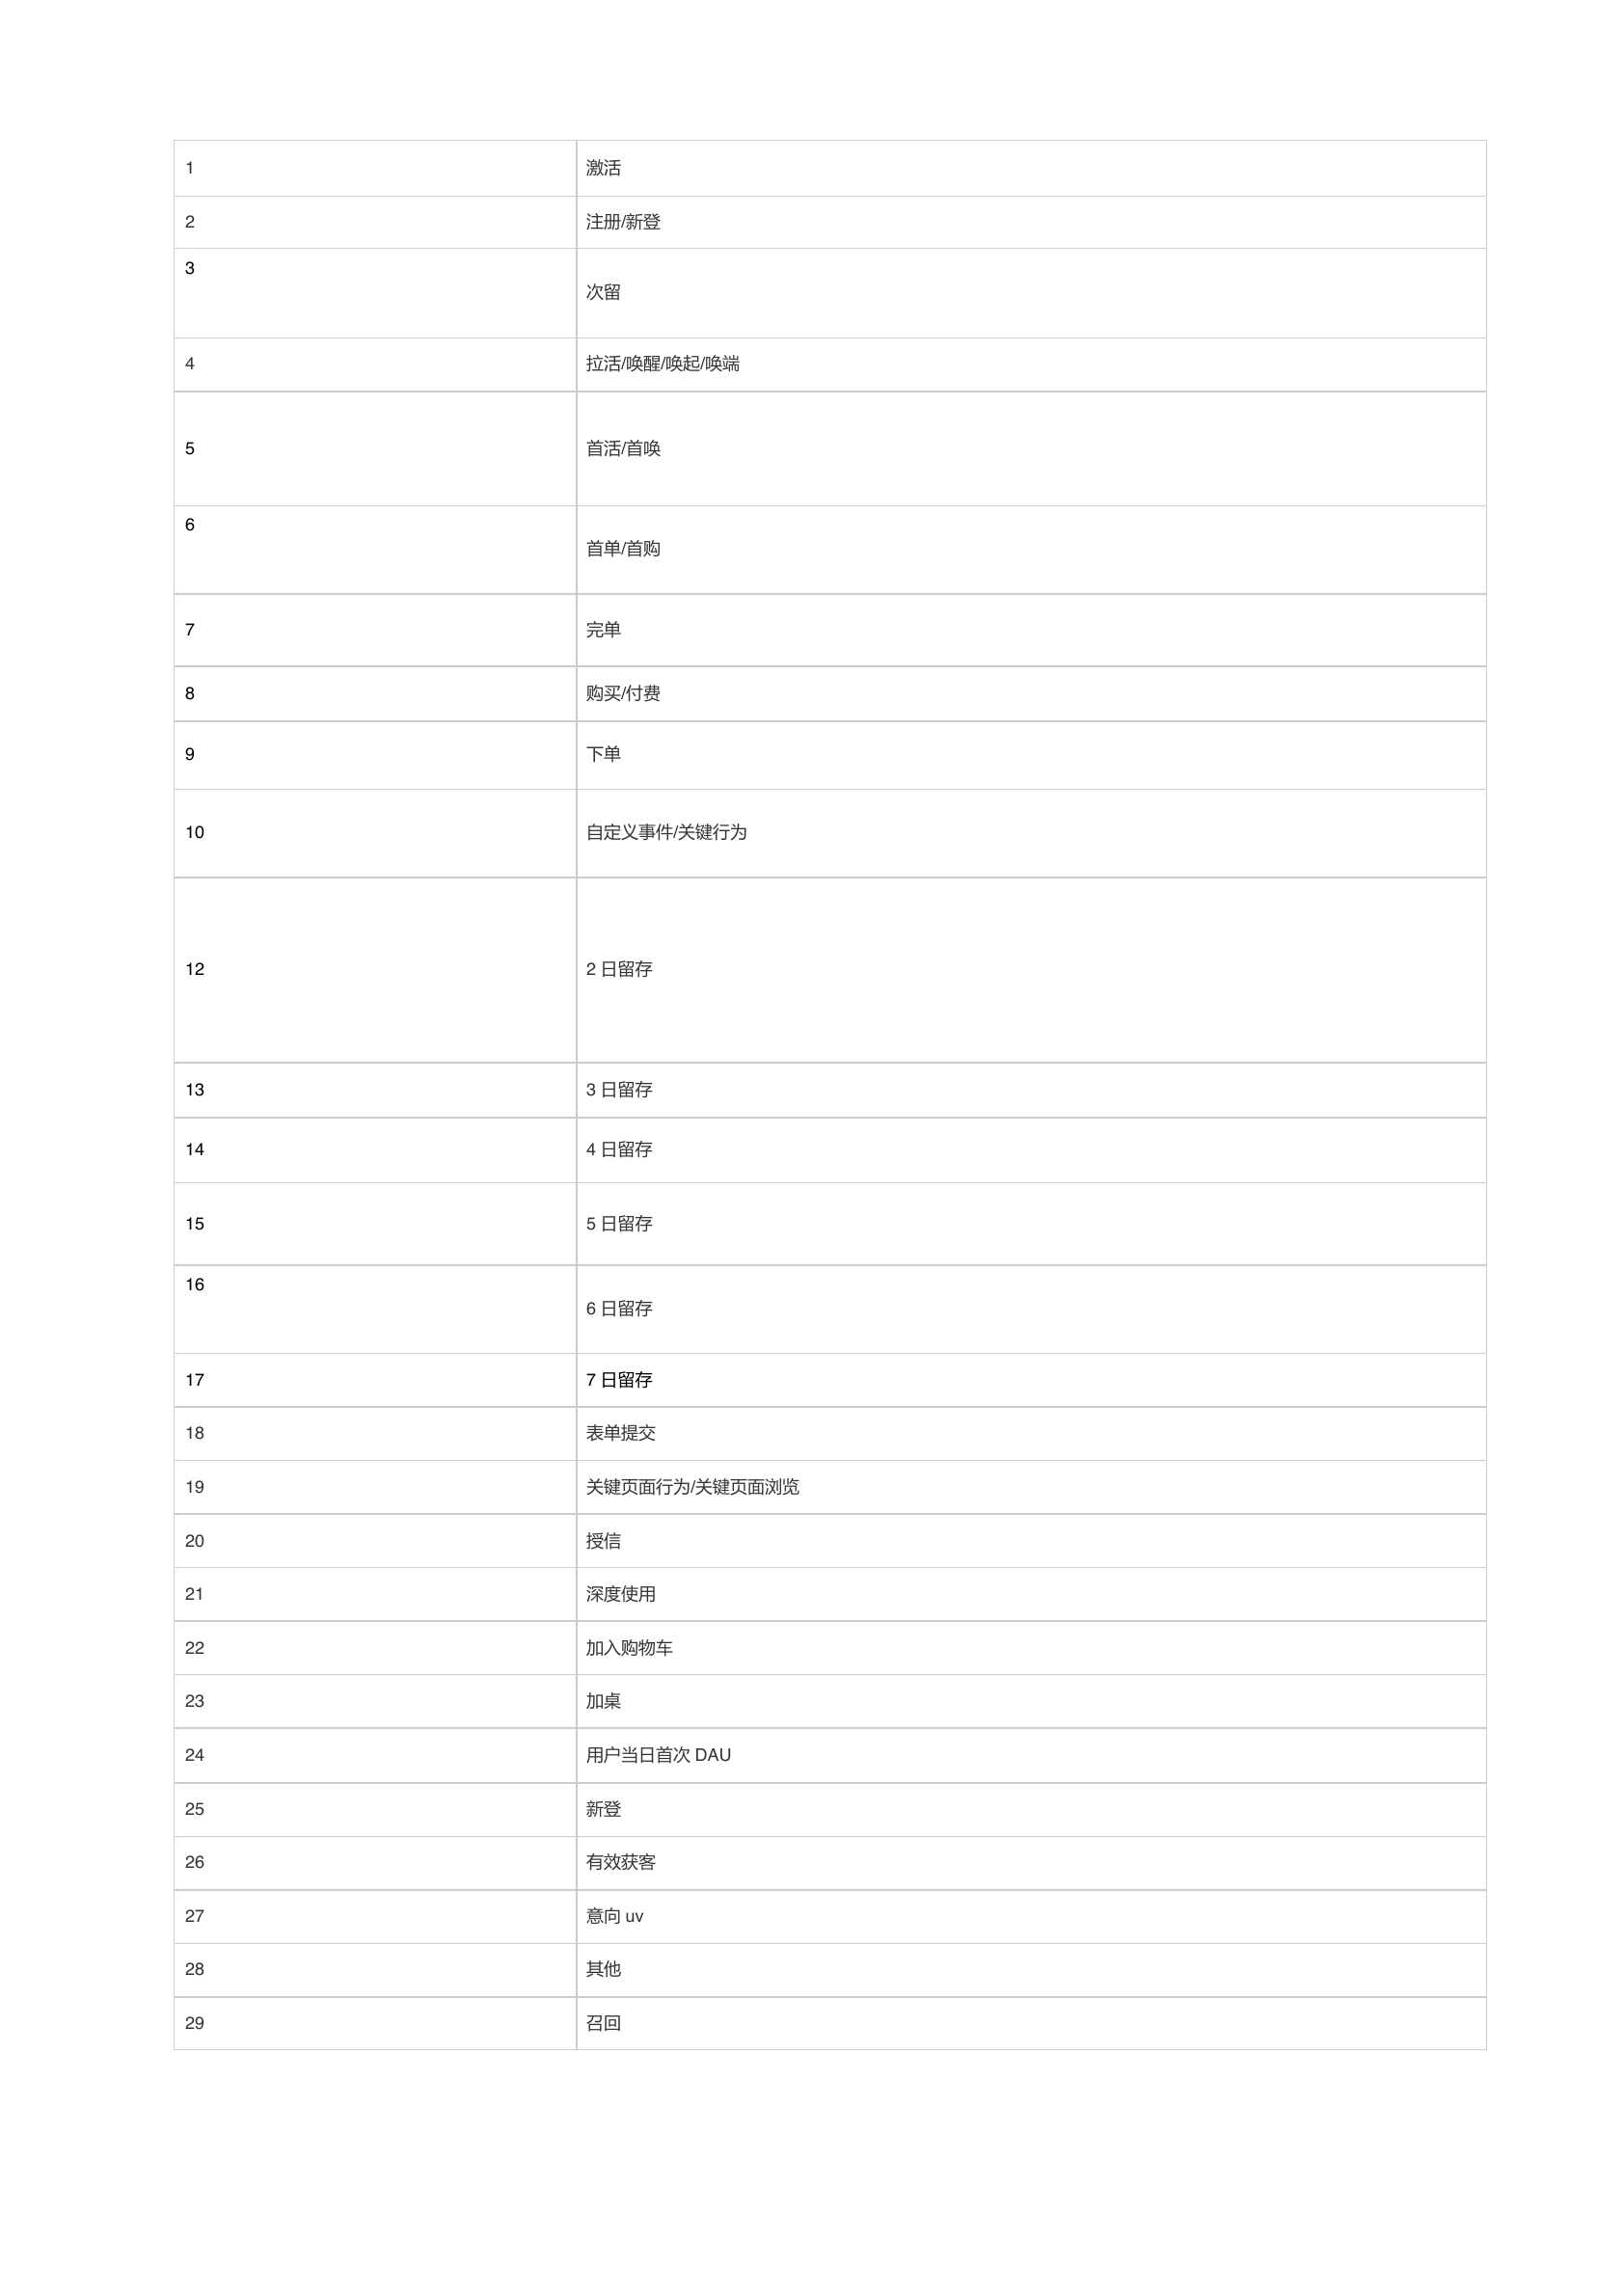 1 激活
2 注册/新登
3 次留
4 拉活/唤醒/唤起/唤端
5 首活/首唤
6 首单/首购
7 完单
8 购买/付费
9 下单
10 自定义事件/关键行为
12 2 日留存
13 3 日留存
14 4 日留存
15 5 日留存
16 6 日留存
17 7 日留存
18 表单提交
19 关键页面行为/关键页面浏览
20 授信
21 深度使用
22 加入购物车
23 加桌
24 用户当日首次 DAU
25 新登
26 有效获客
27 意向 uv
28 其他
29 召回